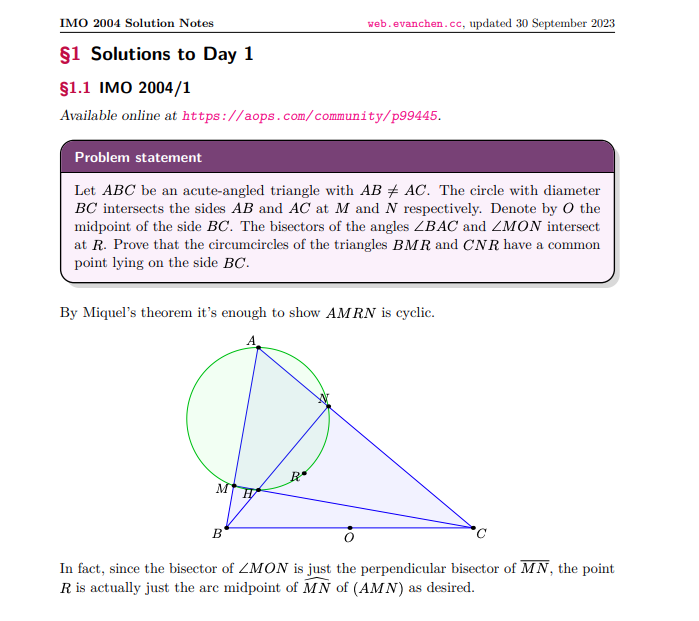 IMO 2004 Solution Notes web.evanchen.cc, updated 30 September 2023
§1 Solutions to Day 1
§1.1 IMO 2004/1
Available online at https://aops.com/community/p99445.
Problem statement
Let ABC be an acute-angled triangle with AB ≠ AC. The circle with diameter
BC intersects the sides AB and AC at M and N respectively. Denote by O the
midpoint of the side BC. The bisectors of the angles ∠BAC and ∠MON intersect
at R. Prove that the circumcircles of the triangles BMR and CNR have a common
point lying on the side BC.
By Miquel's theorem it's enough to show AMRN is cyclic.
A
N
R
M H
B O C
In fact, since the bisector of ∠MON is just the perpendicular bisector of \overline{MN}, the point
R is actually just the arc midpoint of \widehat{MN} of (AMN) as desired.